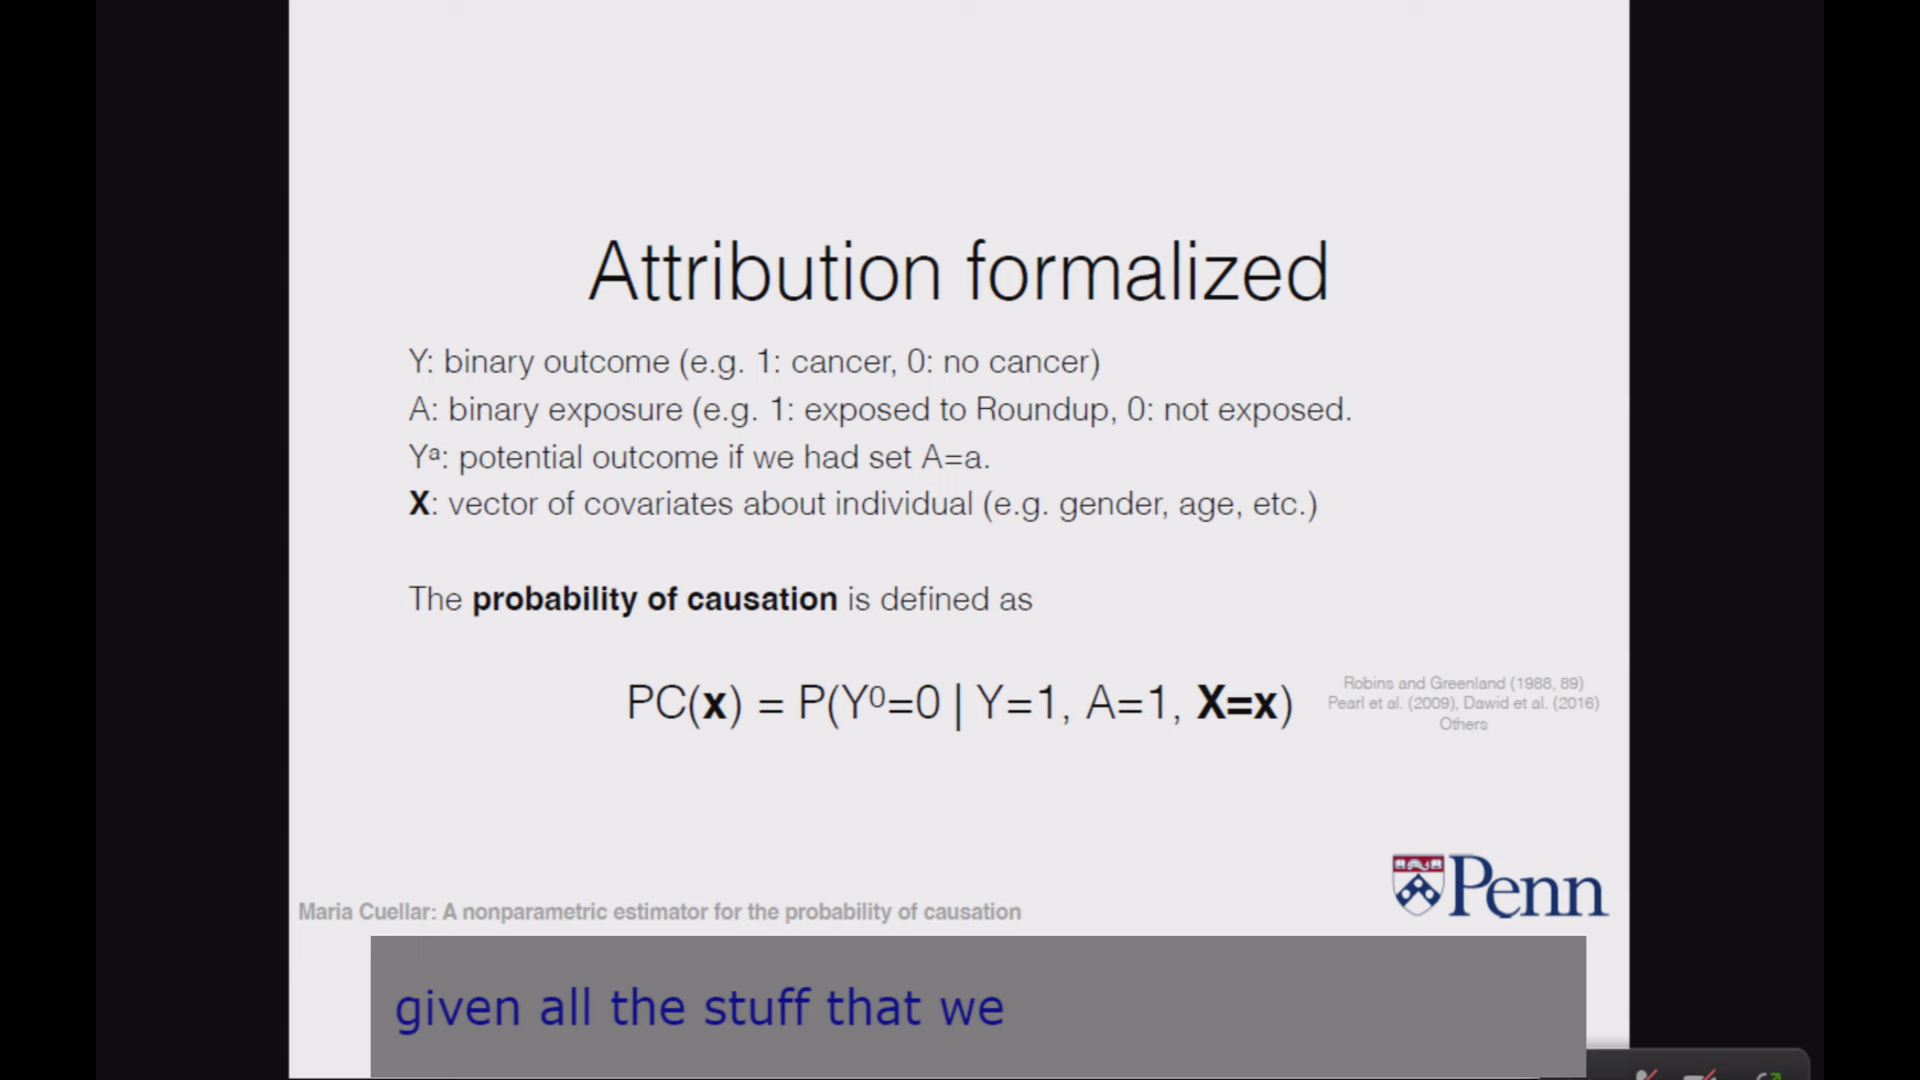 Attribution formalized
Y: binary outcome (e.g. 1: cancer, 0: no cancer)
A: binary exposure (e.g. 1: exposed to Roundup, 0: not exposed.
Yᵃ: potential outcome if we had set A=a.
X: vector of covariates about individual (e.g. gender, age, etc.)
The probability of causation is defined as
PC(x) = P(Y⁰=0 | Y=1, A=1, X=x)
Robins and Greenland (1988, 89)
Pearl et al. (2009), Dawid et al. (2016)
Others
Penn
Maria Cuellar: A nonparametric estimator for the probability of causation
given all the stuff that we